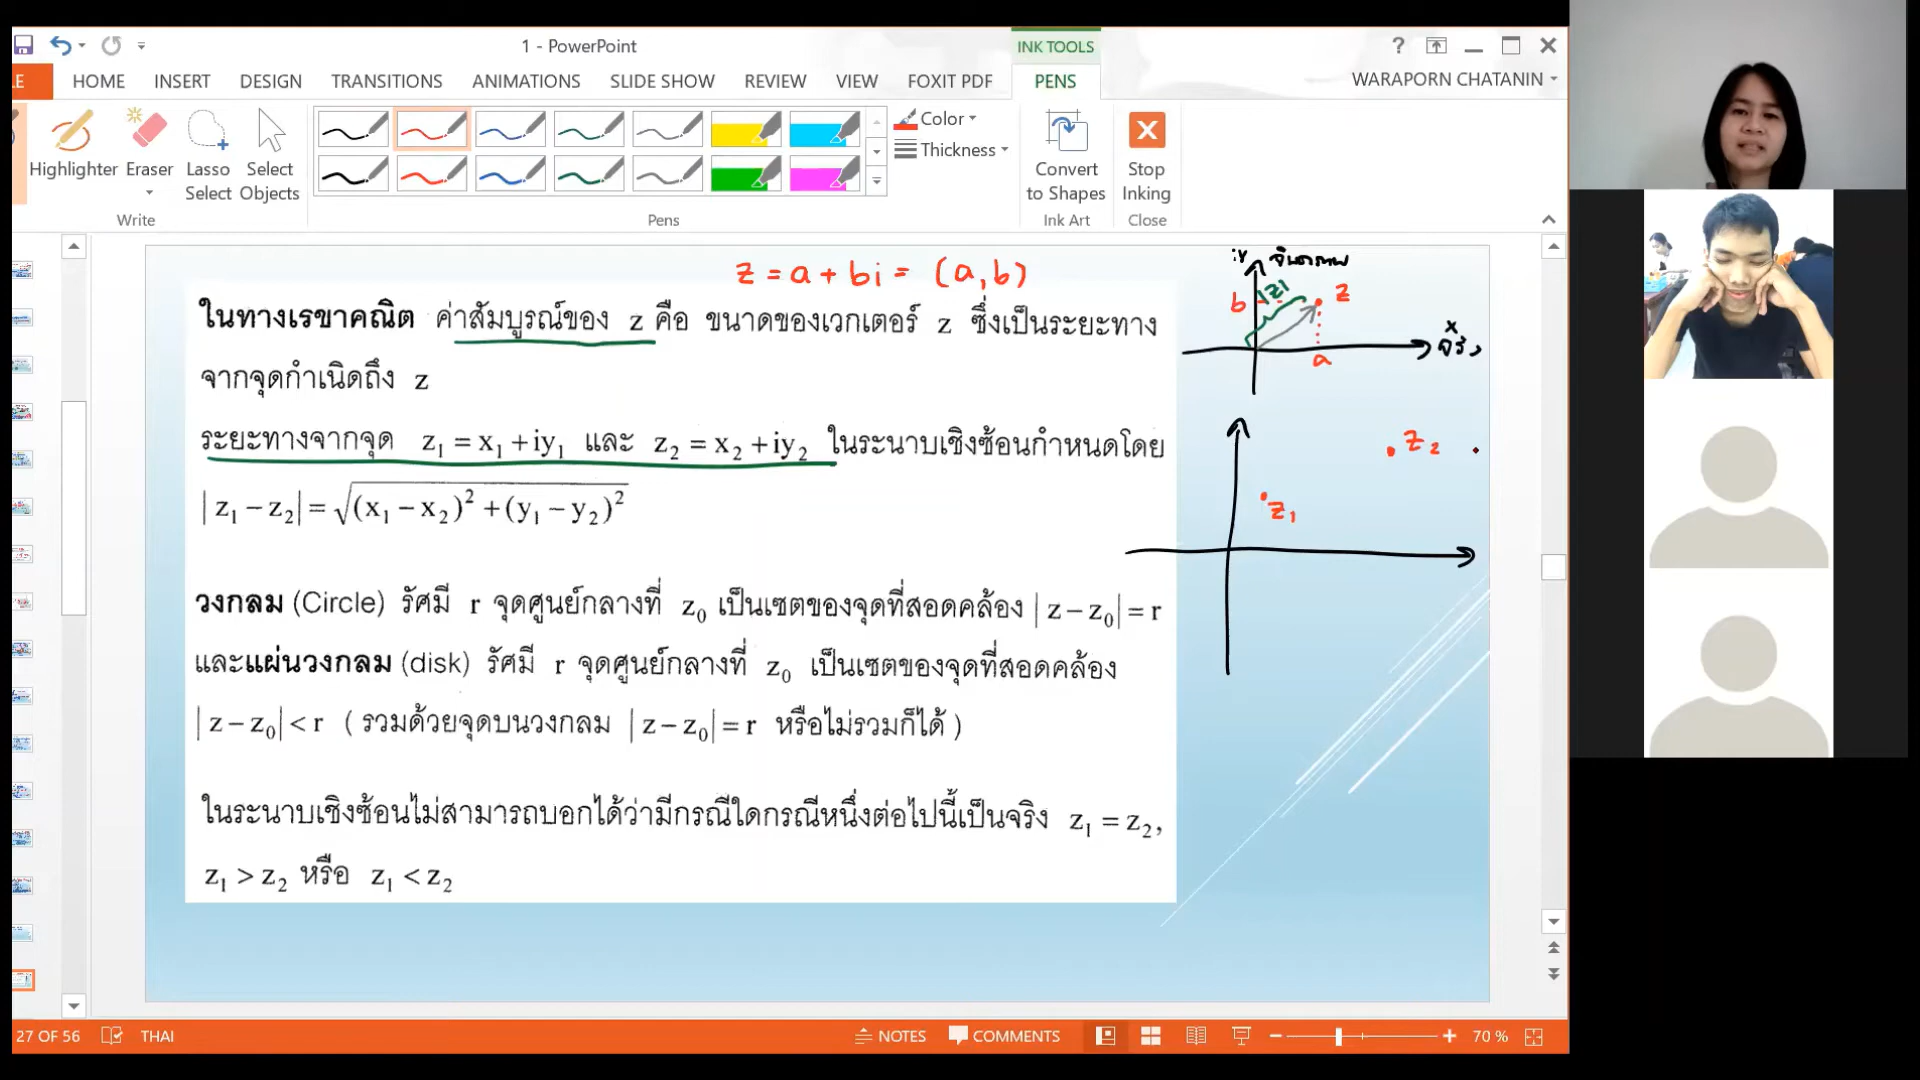 1 - PowerPoint
INK TOOLS
?
HOME
INSERT
DESIGN
TRANSITIONS
ANIMATIONS
SLIDE SHOW
REVIEW
VIEW
FOXIT PDF
PENS
WARAPORN CHATANIN
Highlighter
Eraser
Lasso Select
Select Objects
Color
Thickness
Convert to Shapes
Stop Inking
Write
Pens
Ink Art
Close
z = a + bi = (a, b)
ในทางเรขาคณิต ค่าสัมบูรณ์ของ z คือ ขนาดของเวกเตอร์ z ซึ่งเป็นระยะทาง
จากจุดกำเนิดถึง z
ระยะทางจากจุด z₁ = x₁ + iy₁ และ z₂ = x₂ + iy₂ ในระนาบเชิงซ้อนกำหนดโดย
|z₁ − z₂| = √(x₁ − x₂)² + (y₁ − y₂)²
วงกลม (Circle) รัศมี r จุดศูนย์กลางที่ z₀ เป็นเซตของจุดที่สอดคล้อง |z − z₀| = r
และแผ่นวงกลม (disk) รัศมี r จุดศูนย์กลางที่ z₀ เป็นเซตของจุดที่สอดคล้อง
|z − z₀| < r ( รวมด้วยจุดบนวงกลม |z − z₀| = r หรือไม่รวมก็ได้ )
ในระนาบเชิงซ้อนไม่สามารถบอกได้ว่ามีกรณีใดกรณีหนึ่งต่อไปนี้เป็นจริง z₁ = z₂,
z₁ > z₂ หรือ z₁ < z₂
iy
จินตภาพ
b
|z|
z
x
จริง
a
z₂
z₁
27 OF 56
THAI
NOTES
COMMENTS
70 %